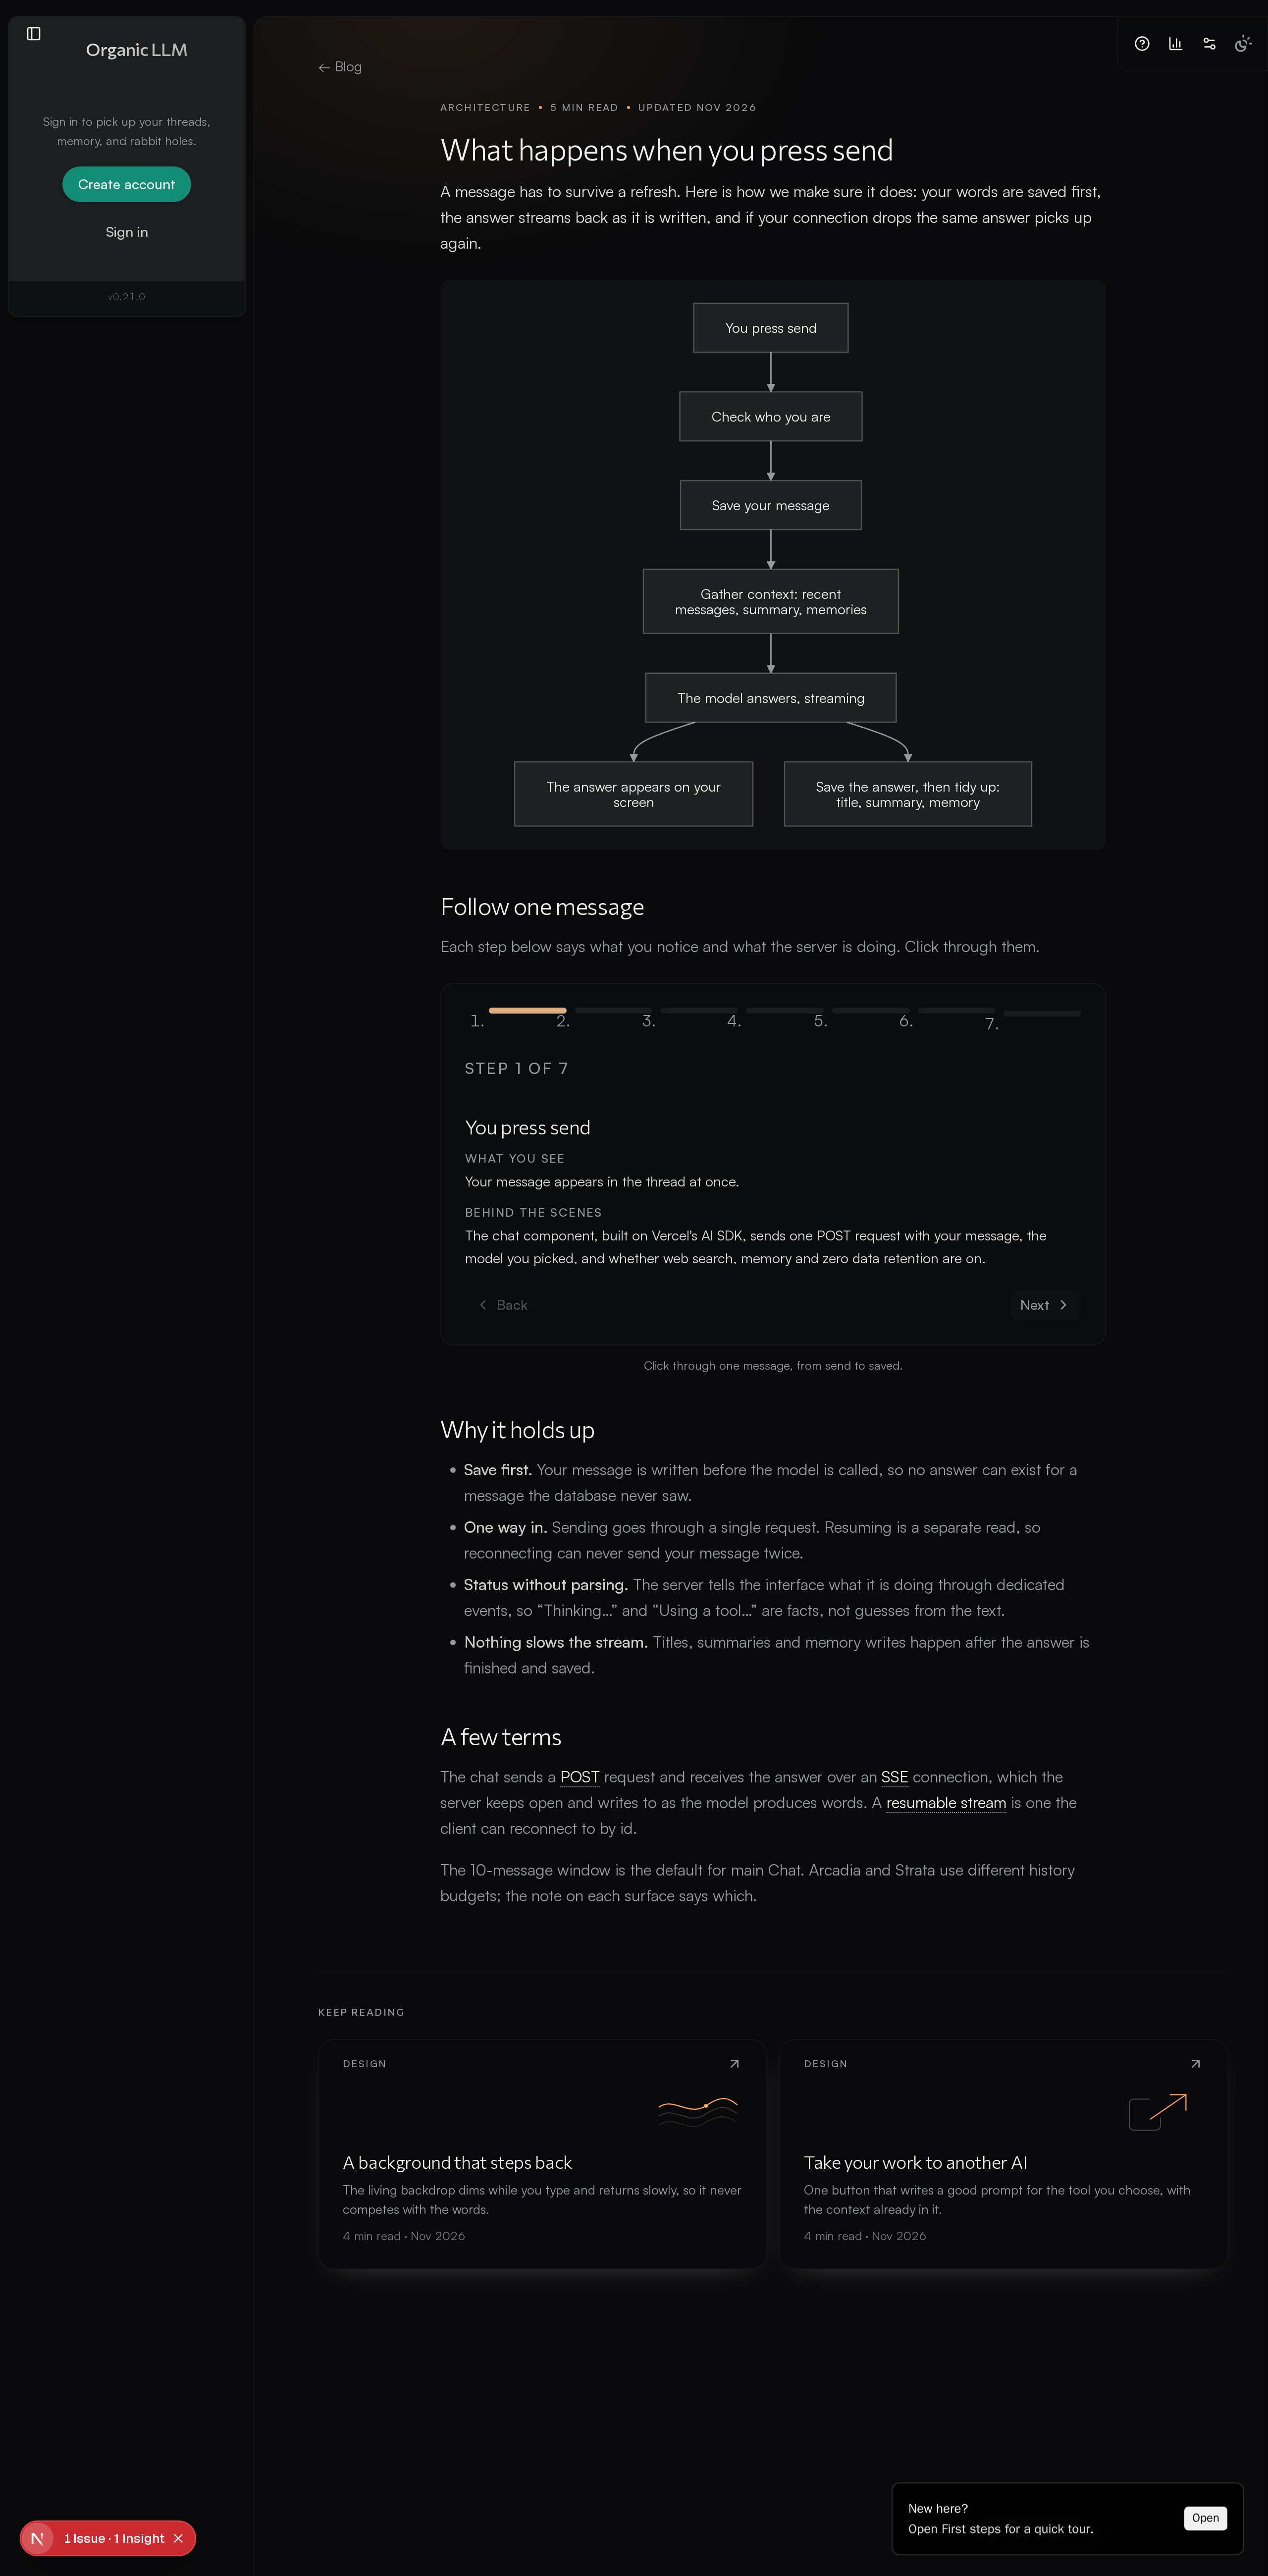 Organic LLM
Sign in to pick up your threads,
memory, and rabbit holes.
Create account
Sign in
v0.21.0
← Blog
ARCHITECTURE • 5 MIN READ • UPDATED NOV 2026
What happens when you press send
A message has to survive a refresh. Here is how we make sure it does: your words are saved first,
the answer streams back as it is written, and if your connection drops the same answer picks up
again.
You press send
Check who you are
Save your message
Gather context: recent
messages, summary, memories
The model answers, streaming
The answer appears on your
screen
Save the answer, then tidy up:
title, summary, memory
Follow one message
Each step below says what you notice and what the server is doing. Click through them.
1. 2. 3. 4. 5. 6. 7.
STEP 1 OF 7
You press send
WHAT YOU SEE
Your message appears in the thread at once.
BEHIND THE SCENES
The chat component, built on Vercel's AI SDK, sends one POST request with your message, the
model you picked, and whether web search, memory and zero data retention are on.
Back
Next
Click through one message, from send to saved.
Why it holds up
• Save first. Your message is written before the model is called, so no answer can exist for a
message the database never saw.
• One way in. Sending goes through a single request. Resuming is a separate read, so
reconnecting can never send your message twice.
• Status without parsing. The server tells the interface what it is doing through dedicated
events, so “Thinking…” and “Using a tool…” are facts, not guesses from the text.
• Nothing slows the stream. Titles, summaries and memory writes happen after the answer is
finished and saved.
A few terms
The chat sends a POST request and receives the answer over an SSE connection, which the
server keeps open and writes to as the model produces words. A resumable stream is one the
client can reconnect to by id.
The 10-message window is the default for main Chat. Arcadia and Strata use different history
budgets; the note on each surface says which.
KEEP READING
DESIGN
A background that steps back
The living backdrop dims while you type and returns slowly, so it never
competes with the words.
4 min read · Nov 2026
DESIGN
Take your work to another AI
One button that writes a good prompt for the tool you choose, with
the context already in it.
4 min read · Nov 2026
N 1 Issue · 1 Insight
New here?
Open First steps for a quick tour.
Open